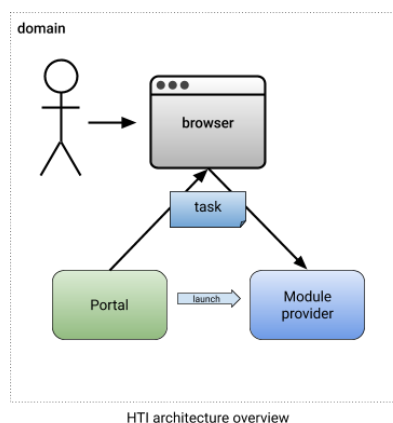 domain
browser
task
Portal
launch
Module
provider
HTI architecture overview